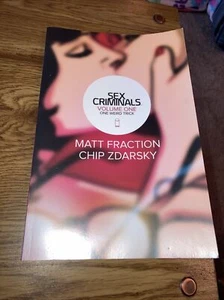 SEX
CRIMINALS
VOLUME ONE
ONE WEIRD TRICK
MATT FRACTION
CHIP ZDARSKY